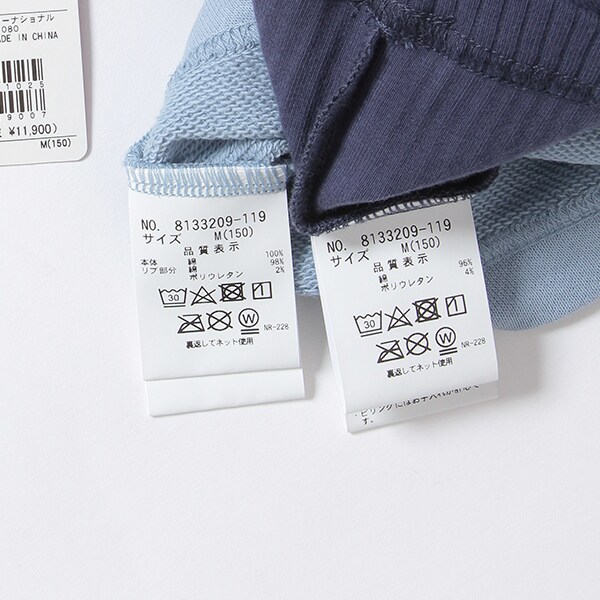 ーナショナル
080
DE IN CHINA
1025
9007
¥11,900)
M(150)
NO. 8133209-119
サイズ M(150)
品質表示
本体 綿 100%
リブ部分 綿 98%
ポリウレタン 2%
30
W
NR-228
裏返してネット使用
NO. 8133209-119
サイズ M(150)
品質表示
綿 96%
ポリウレタン 4%
30
W
NR-228
裏返してネット使用
す。